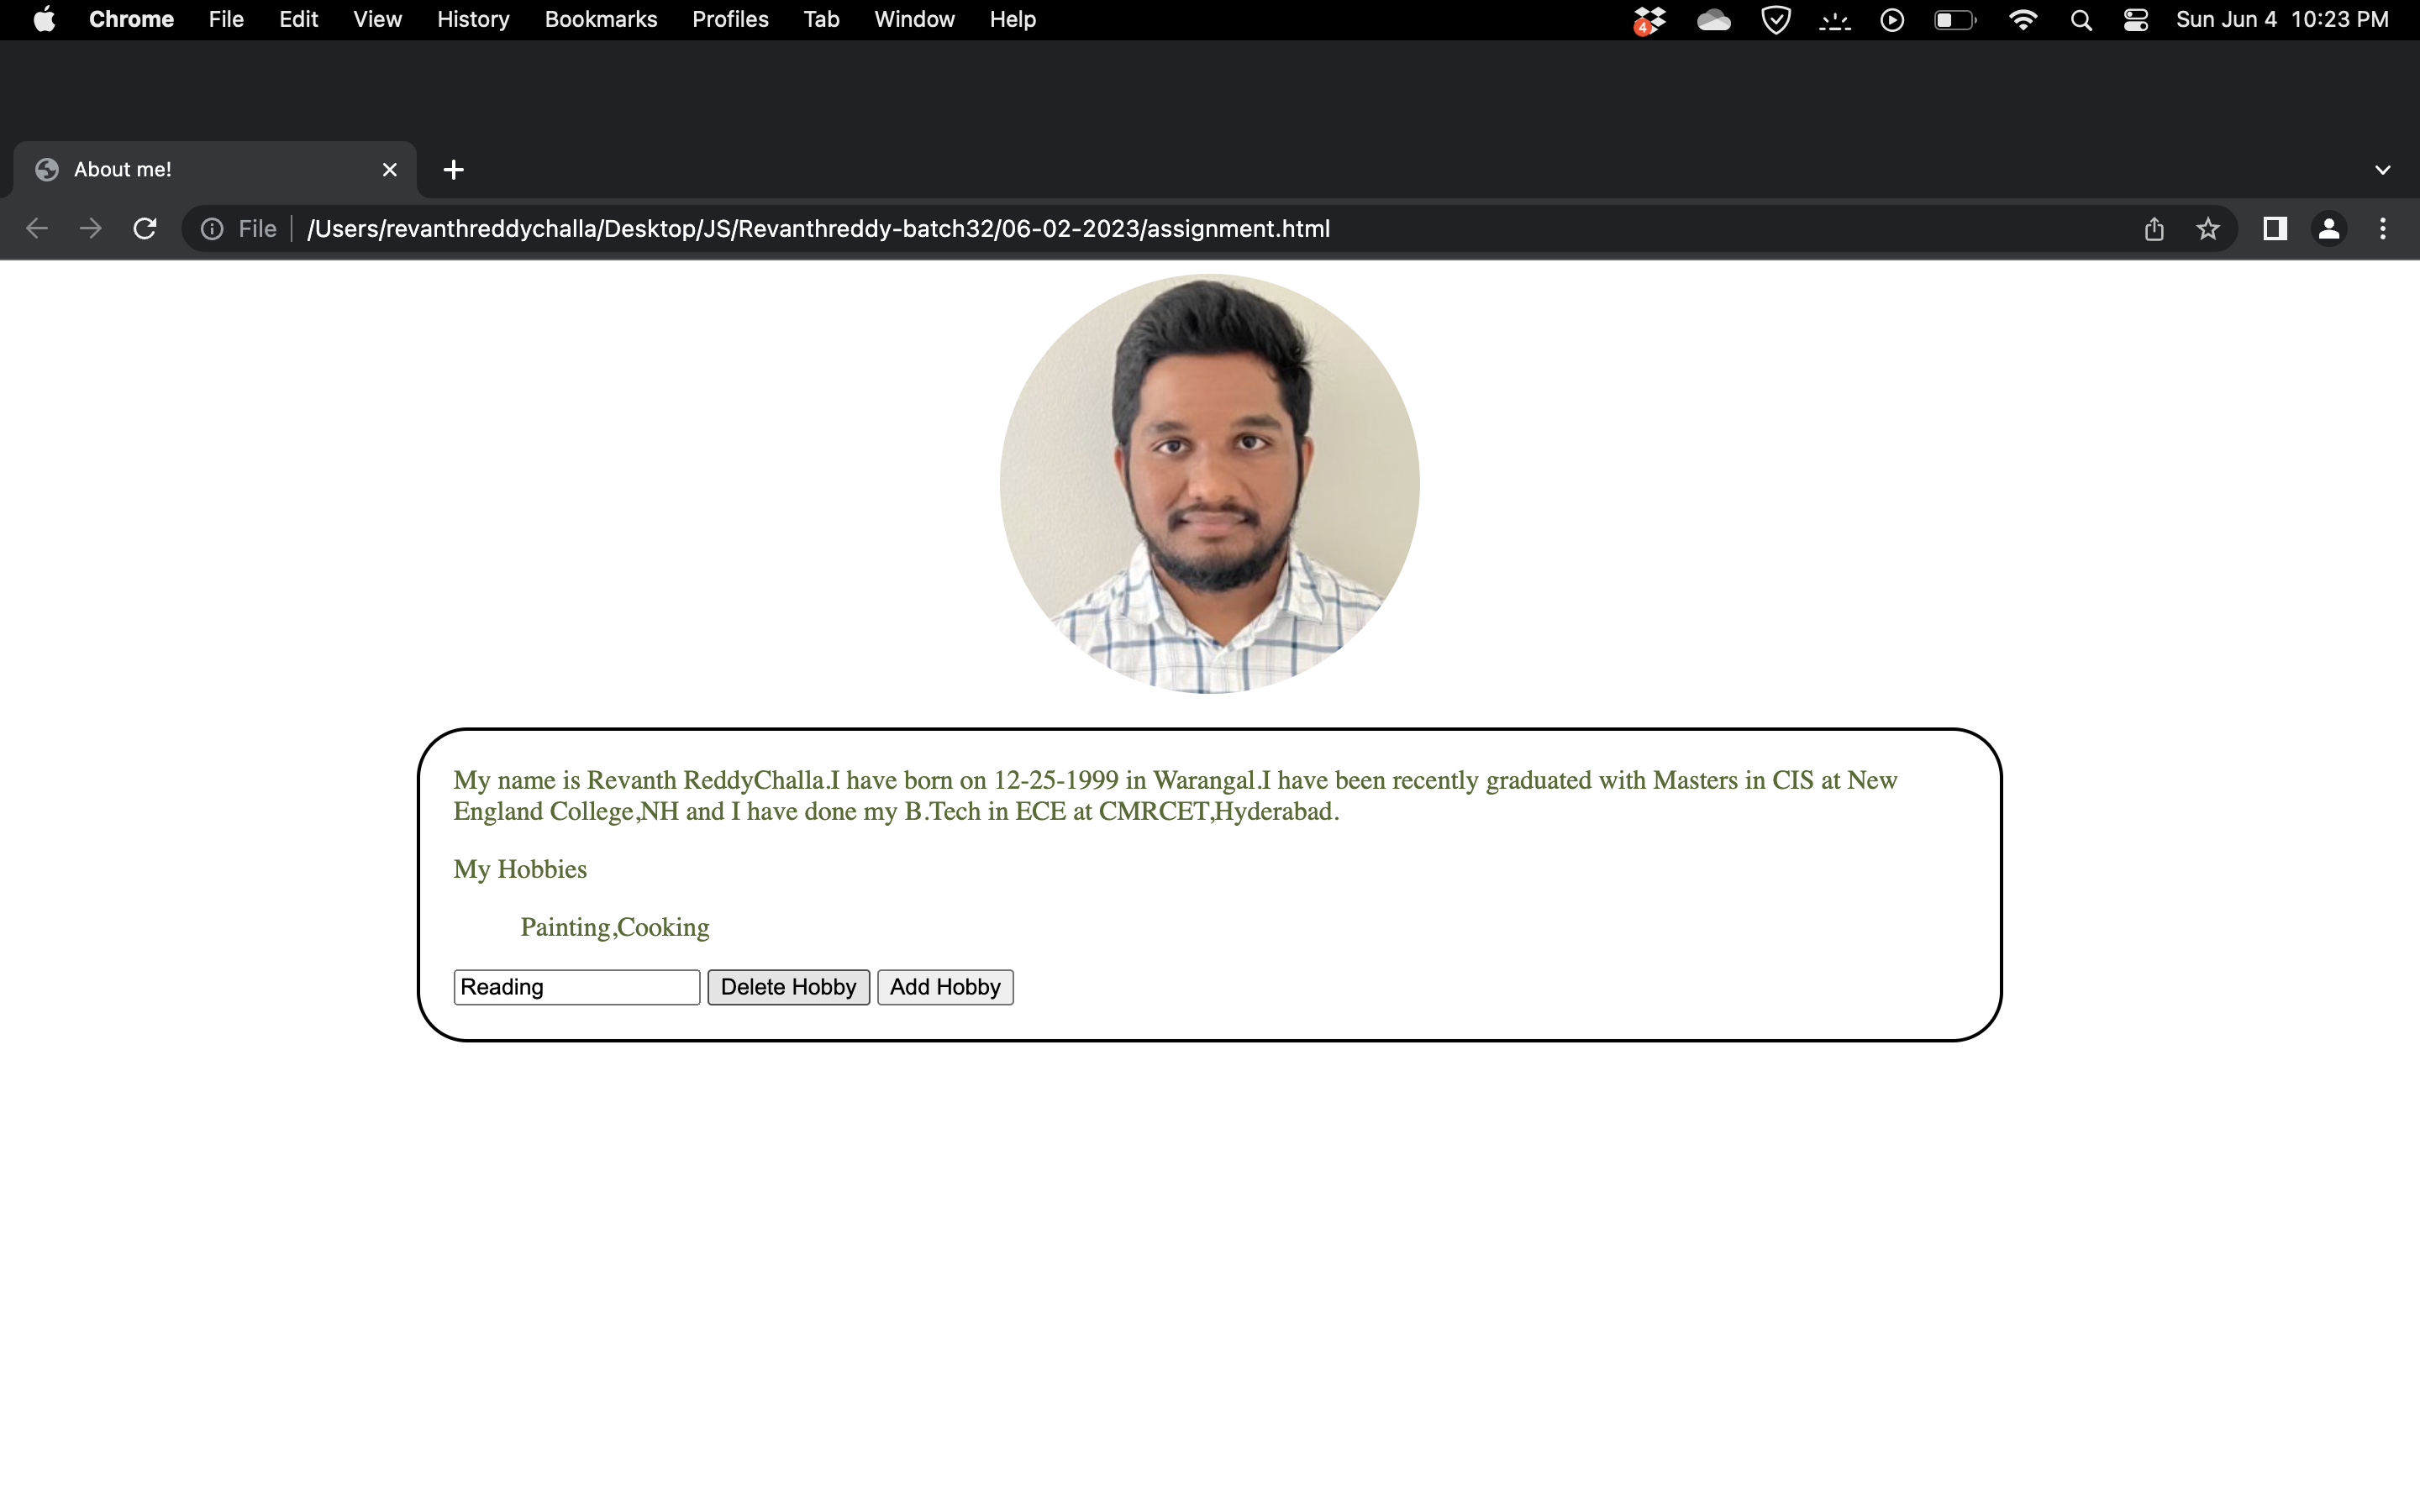 Chrome File Edit View History Bookmarks Profiles Tab Window Help 4 Sun Jun 4 10:23 PM
About me!
File /Users/revanthreddychalla/Desktop/JS/Revanthreddy-batch32/06-02-2023/assignment.html
My name is Revanth ReddyChalla.I have born on 12-25-1999 in Warangal.I have been recently graduated with Masters in CIS at New
England College,NH and I have done my B.Tech in ECE at CMRCET,Hyderabad.
My Hobbies
Painting,Cooking
Reading Delete Hobby Add Hobby